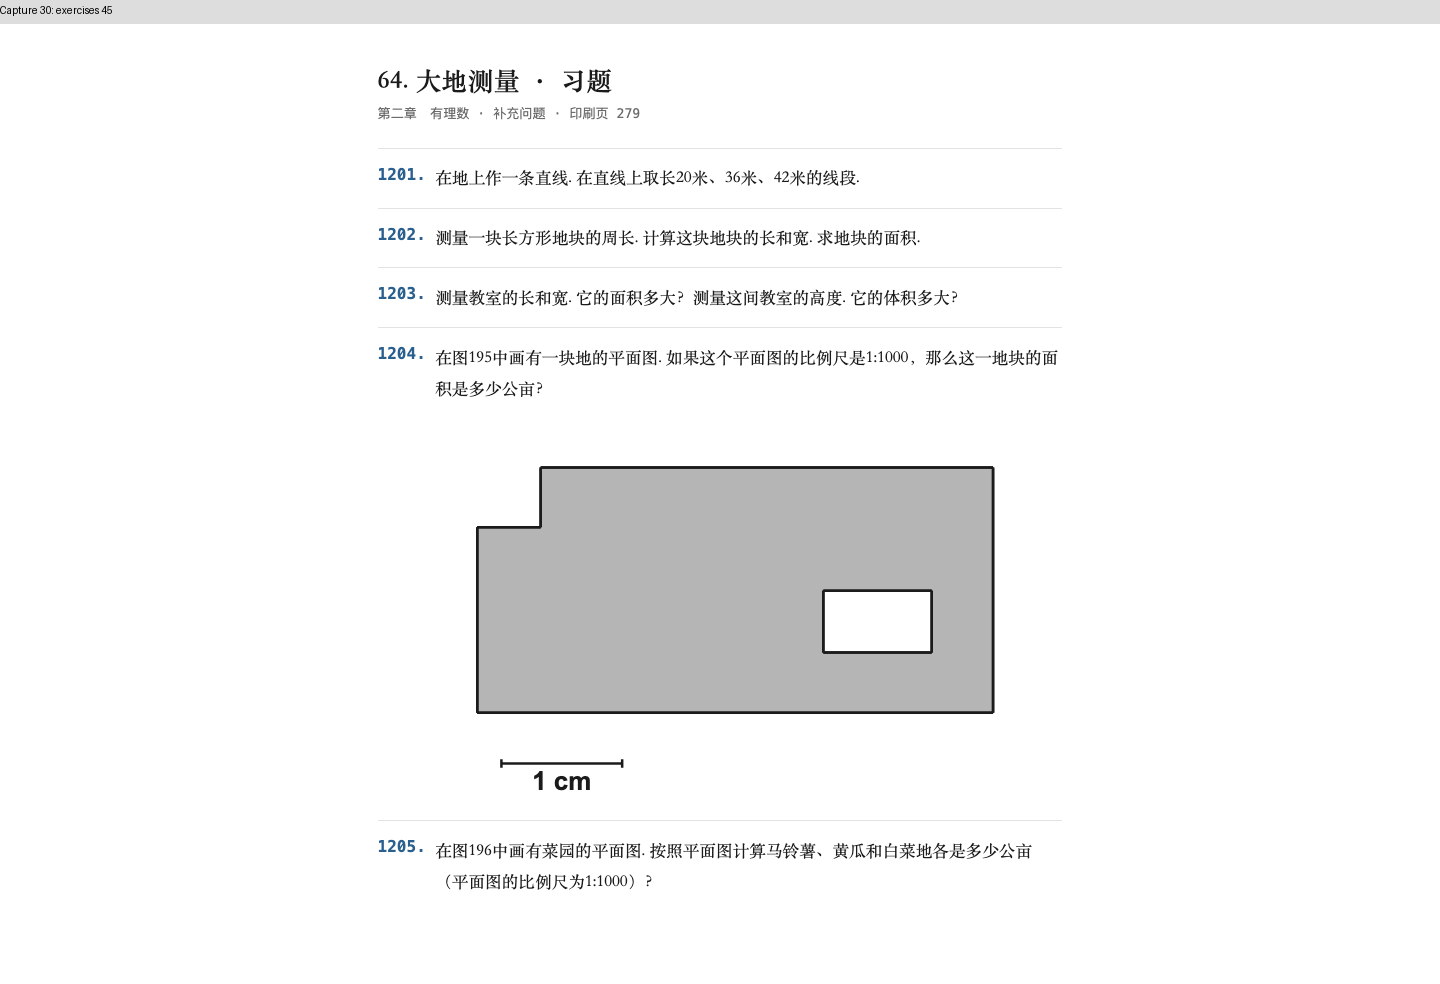 Capture 30: exercises 45
64. 大地测量 · 习题
第二章 有理数 · 补充问题 · 印刷页 279
1201. 在地上作一条直线. 在直线上取长20米、36米、42米的线段.
1202. 测量一块长方形地块的周长. 计算这块地块的长和宽. 求地块的面积.
1203. 测量教室的长和宽. 它的面积多大? 测量这间教室的高度. 它的体积多大?
1204. 在图195中画有一块地的平面图. 如果这个平面图的比例尺是1:1000, 那么这一地块的面
积是多少公亩?
1 cm
1205. 在图196中画有菜园的平面图. 按照平面图计算马铃薯、黄瓜和白菜地各是多少公亩
（平面图的比例尺为1:1000）?